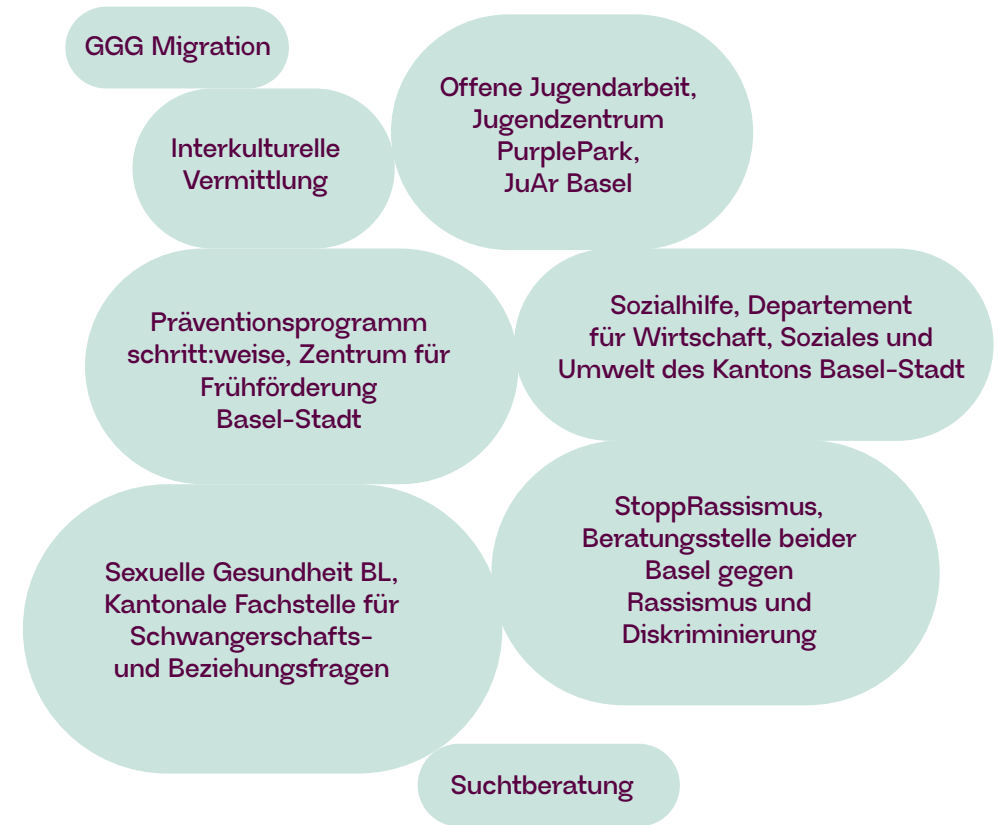 GGG Migration
Offene Jugendarbeit,
Jugendzentrum
PurplePark,
JuAr Basel
Interkulturelle
Vermittlung
Präventionsprogramm
schritt:weise, Zentrum für
Frühförderung
Basel-Stadt
Sozialhilfe, Departement
für Wirtschaft, Soziales und
Umwelt des Kantons Basel-Stadt
Sexuelle Gesundheit BL,
Kantonale Fachstelle für
Schwangerschafts-
und Beziehungsfragen
StoppRassismus,
Beratungsstelle beider
Basel gegen
Rassismus und
Diskriminierung
Suchtberatung